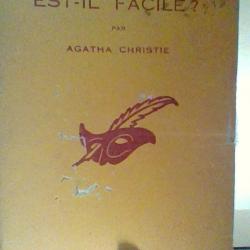 EST-IL FACILE?
PAR
AGATHA CHRISTIE